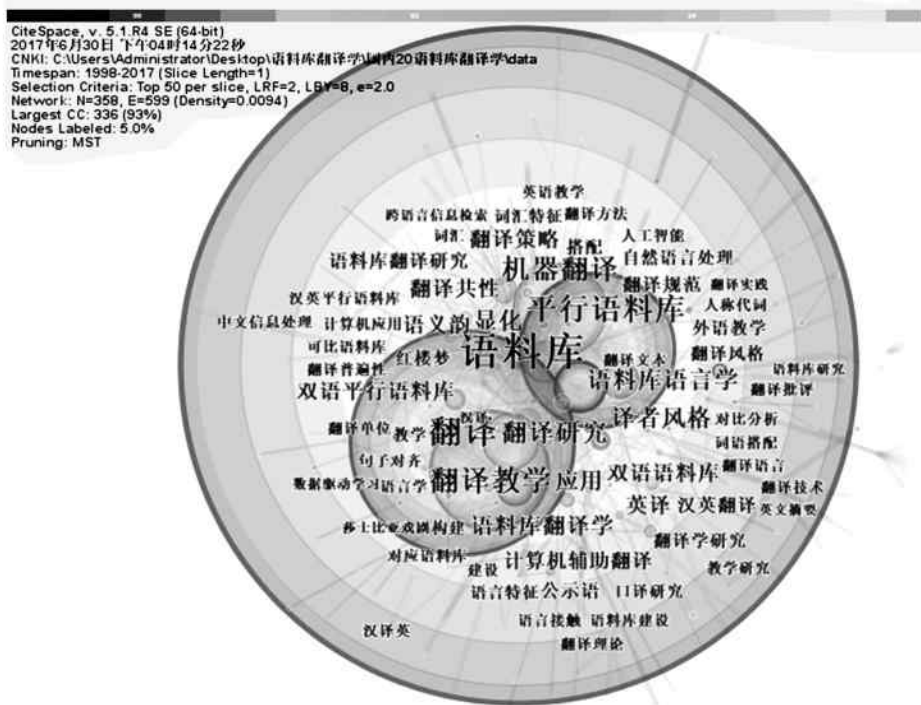 CiteSpace, v. 5.1.R4 SE (64-bit)
2017年6月30日 下午04时14分22秒
CNKI: C:\Users\Administrator\Desktop\语料库翻译学\国内20语料库翻译学\data
Timespan: 1998-2017 (Slice Length=1)
Selection Criteria: Top 50 per slice, LRF=2, LBY=8, e=2.0
Network: N=358, E=599 (Density=0.0094)
Largest CC: 336 (93%)
Nodes Labeled: 5.0%
Pruning: MST
英语教学
跨语言信息检索 词汇特征 翻译方法
词汇 翻译策略 搭配 人工智能
语料库翻译研究 机器翻译 自然语言处理
汉英平行语料库 翻译共性 平行语料库 翻译规范 翻译实践
人称代词
中文信息处理 计算机应用 语义韵 显化 外语教学
可比语料库 红楼梦 语料库 翻译文本 翻译风格
翻译普遍性 语料库语言学 语料库研究
双语平行语料库 翻译批评
翻译单位 教学 翻译 汉译 翻译研究 译者风格 对比分析
句子对齐 词语搭配
数据驱动学习 语言学 翻译教学 应用 双语语料库 翻译语言
翻译技术
莎士比亚戏剧 构建 语料库翻译学 英译 汉英翻译 英文摘要
对应语料库 翻译学研究
建设 计算机辅助翻译 教学研究
语言特征 公示语 口译研究
语言接触 语料库建设
汉译英 翻译理论